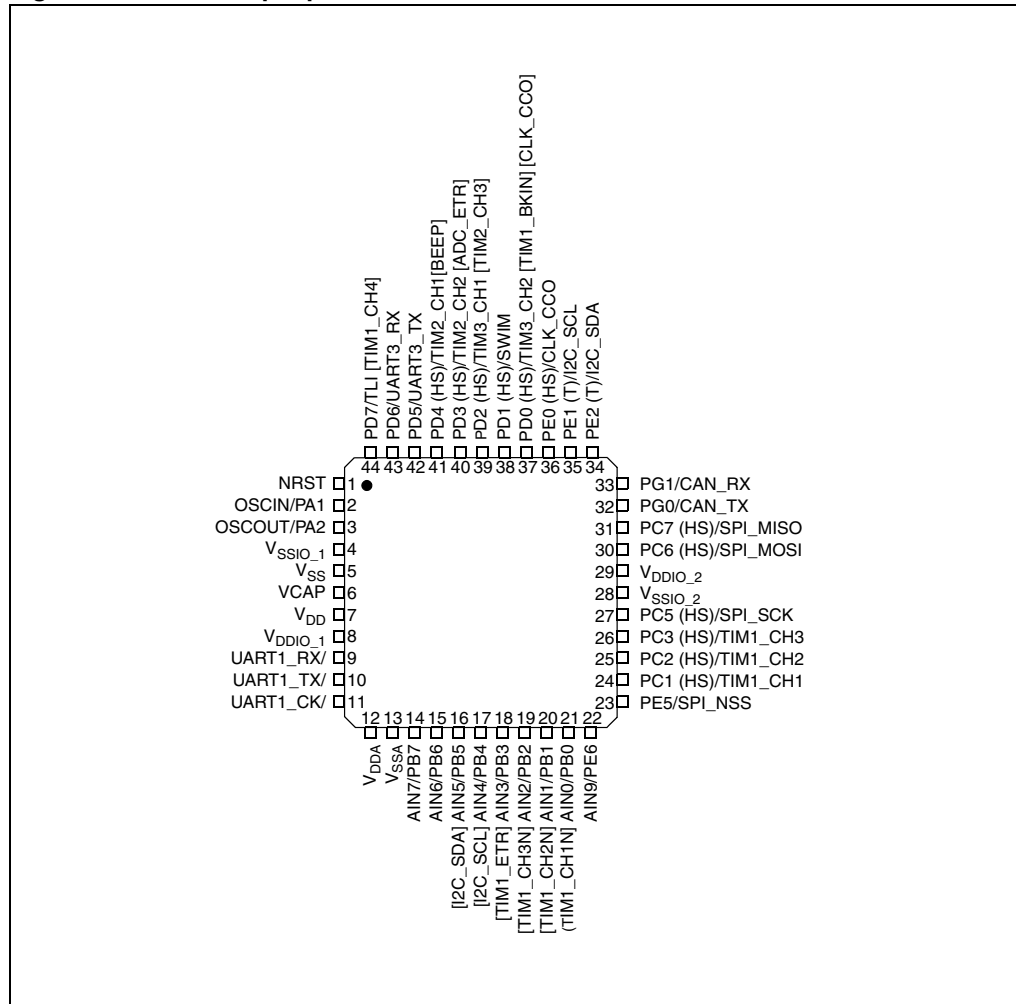 PD7/TLI [TIM1_CH4]
PD6/UART3_RX
PD5/UART3_TX
PD4 (HS)/TIM2_CH1[BEEP]
PD3 (HS)/TIM2_CH2 [ADC_ETR]
PD2 (HS)/TIM3_CH1 [TIM2_CH3]
PD1 (HS)/SWIM
PD0 (HS)/TIM3_CH2 [TIM1_BKIN] [CLK_CCO]
PE0 (HS)/CLK_CCO
PE1 (T)/I2C_SCL
PE2 (T)/I2C_SDA
44 43 42 41 40 39 38 37 36 35 34
NRST 1
OSCIN/PA1 2
OSCOUT/PA2 3
VSSIO_1 4
VSS 5
VCAP 6
VDD 7
VDDIO_1 8
UART1_RX/ 9
UART1_TX/ 10
UART1_CK/ 11
33 PG1/CAN_RX
32 PG0/CAN_TX
31 PC7 (HS)/SPI_MISO
30 PC6 (HS)/SPI_MOSI
29 VDDIO_2
28 VSSIO_2
27 PC5 (HS)/SPI_SCK
26 PC3 (HS)/TIM1_CH3
25 PC2 (HS)/TIM1_CH2
24 PC1 (HS)/TIM1_CH1
23 PE5/SPI_NSS
12 13 14 15 16 17 18 19 20 21 22
VDDA
VSSA
AIN7/PB7
AIN6/PB6
[I2C_SDA] AIN5/PB5
[I2C_SCL] AIN4/PB4
[TIM1_ETR] AIN3/PB3
[TIM1_CH3N] AIN2/PB2
[TIM1_CH2N] AIN1/PB1
(TIM1_CH1N] AIN0/PB0
AIN9/PE6